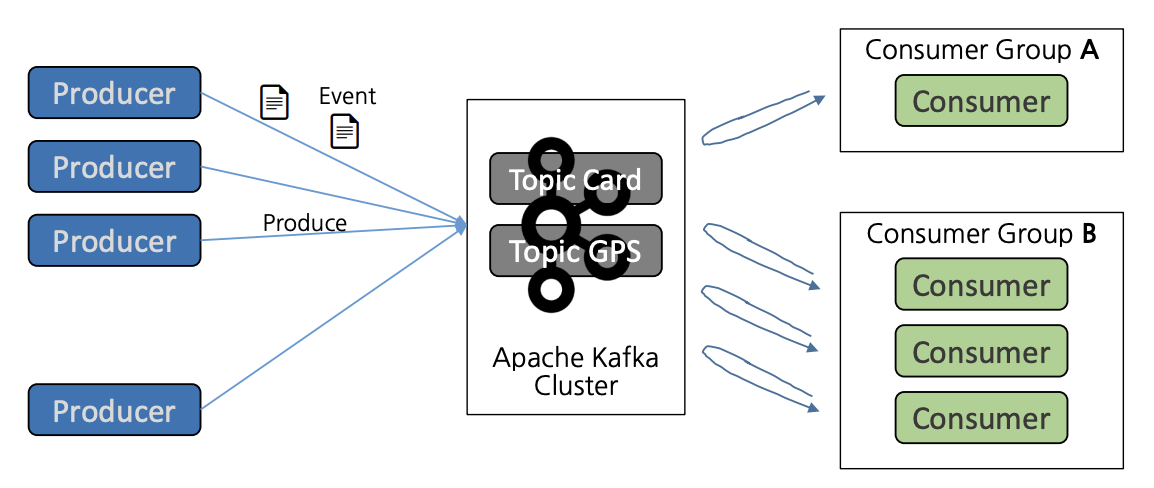 Producer
Producer
Producer
Producer
Event
Produce
Topic Card
Topic GPS
Apache Kafka
Cluster
Consumer Group A
Consumer
Consumer Group B
Consumer
Consumer
Consumer